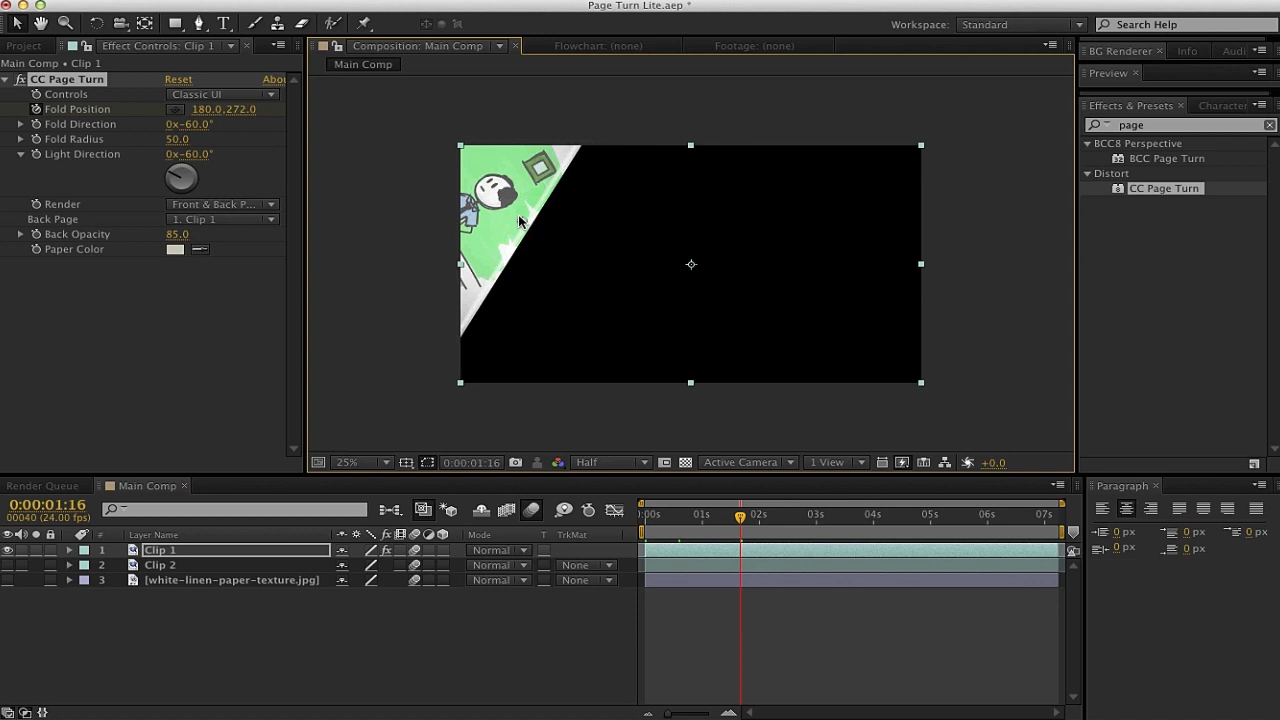 Page Turn Lite.aep *
Workspace: Standard Search Help
Project Effect Controls: Clip 1 Composition: Main Comp Flowchart: (none) Footage: (none) BG Renderer Info Audi
Main Comp • Clip 1 Main Comp
CC Page Turn Reset Abou
Controls Classic UI
Fold Position 180.0,272.0
Fold Direction 0x-60.0°
Fold Radius 50.0
Light Direction 0x-60.0°
Render Front & Back P...
Back Page 1. Clip 1
Back Opacity 85.0
Paper Color
Preview
Effects & Presets Character
page
BCC8 Perspective
BCC Page Turn
Distort
CC Page Turn
25% 0:00:01:16 Half Active Camera 1 View +0.0
Render Queue Main Comp Paragraph
0:00:01:16
00040 (24.00 fps)
:00s 01s 02s 03s 04s 05s 06s 07s
# Layer Name Mode T TrkMat
1 Clip 1 Normal
2 Clip 2 Normal None
3 [white-linen-paper-texture.jpg] Normal None
0 px 0 px 0 px
0 px 0 px